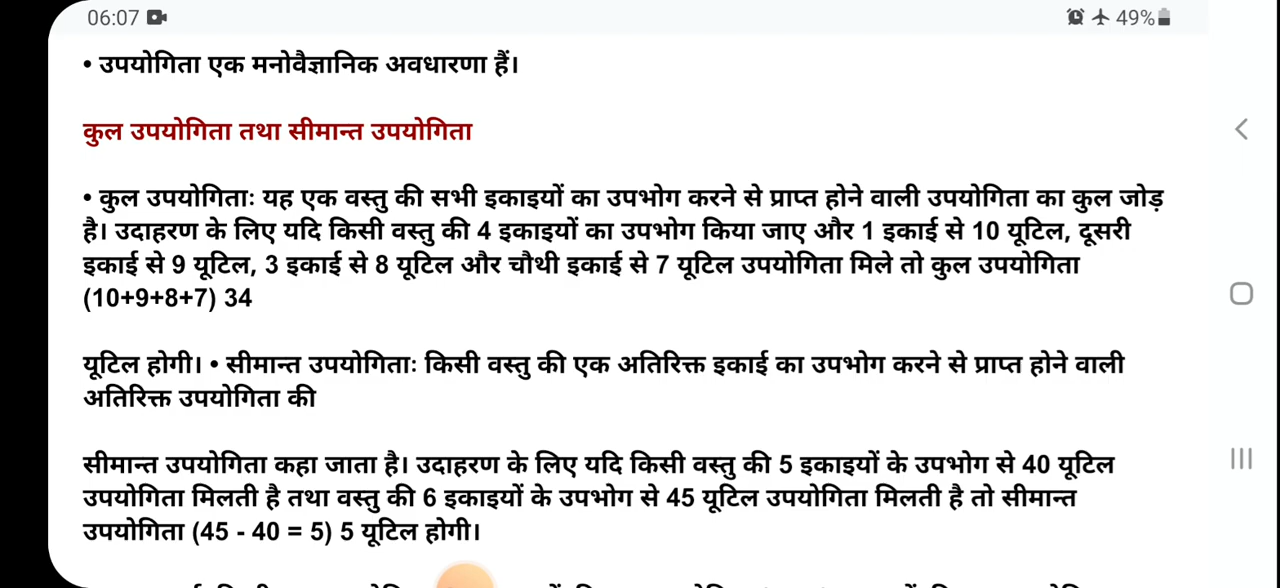 06:07
49%
• उपयोगिता एक मनोवैज्ञानिक अवधारणा हैं।
कुल उपयोगिता तथा सीमान्त उपयोगिता
• कुल उपयोगिताः यह एक वस्तु की सभी इकाइयों का उपभोग करने से प्राप्त होने वाली उपयोगिता का कुल जोड़
है। उदाहरण के लिए यदि किसी वस्तु की 4 इकाइयों का उपभोग किया जाए और 1 इकाई से 10 यूटिल, दूसरी
इकाई से 9 यूटिल, 3 इकाई से 8 यूटिल और चौथी इकाई से 7 यूटिल उपयोगिता मिले तो कुल उपयोगिता
(10+9+8+7) 34
यूटिल होगी। • सीमान्त उपयोगिताः किसी वस्तु की एक अतिरिक्त इकाई का उपभोग करने से प्राप्त होने वाली
अतिरिक्त उपयोगिता की
सीमान्त उपयोगिता कहा जाता है। उदाहरण के लिए यदि किसी वस्तु की 5 इकाइयों के उपभोग से 40 यूटिल
उपयोगिता मिलती है तथा वस्तु की 6 इकाइयों के उपभोग से 45 यूटिल उपयोगिता मिलती है तो सीमान्त
उपयोगिता (45 - 40 = 5) 5 यूटिल होगी।